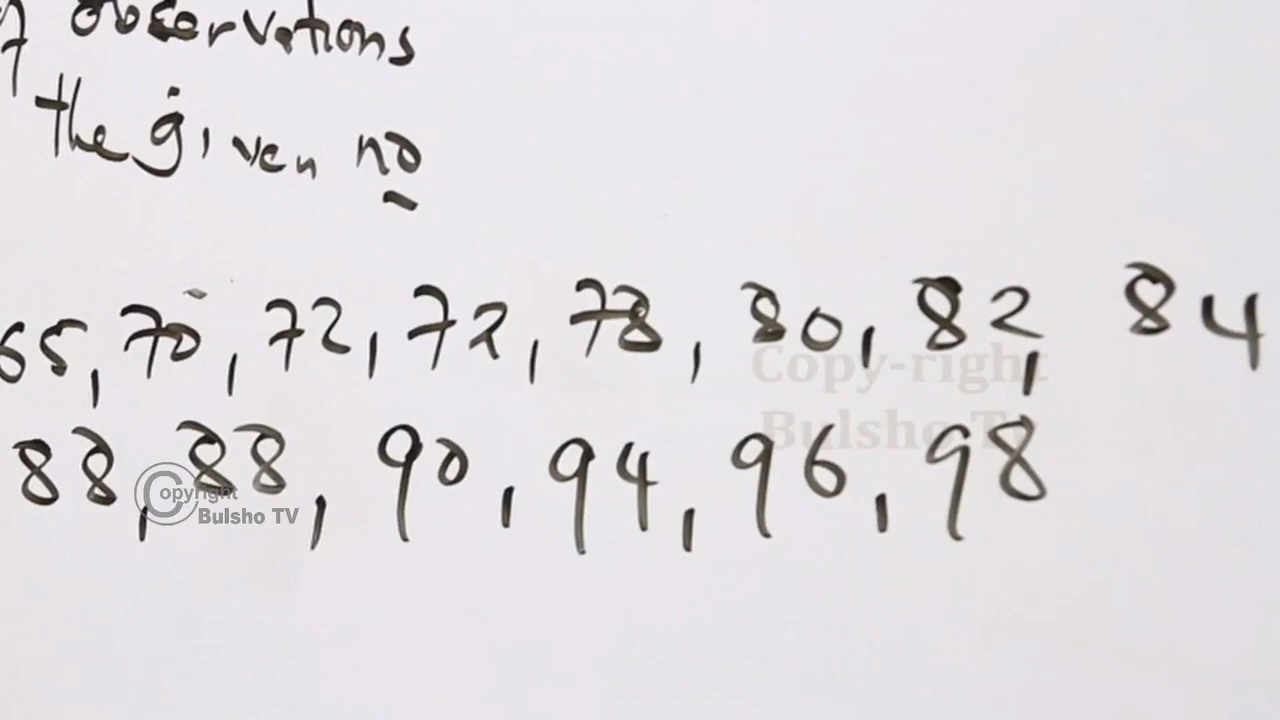 observations
the given no
65, 70, 72, 72, 78, 80, 82, 84
Copy-right
Bulsho Tv
88, 88, 90, 94, 96, 98
Copyright
Bulsho TV